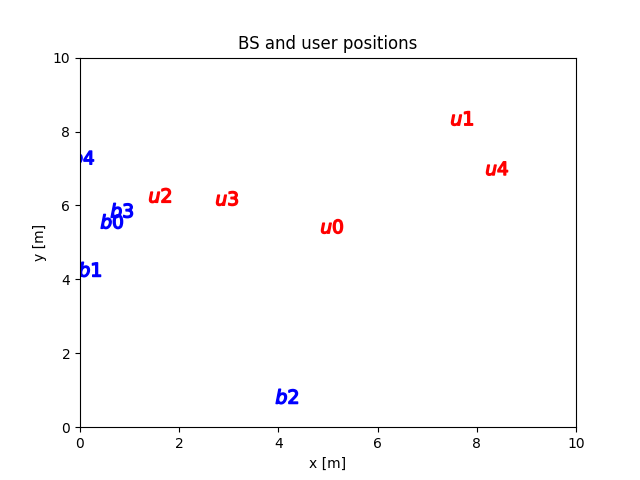 BS and user positions
10
u1
8
b4
u4
u2
u3
6
b3
b0
u0
b1
4
2
b2
0
0 2 4 6 8 10
x [m]
y [m]